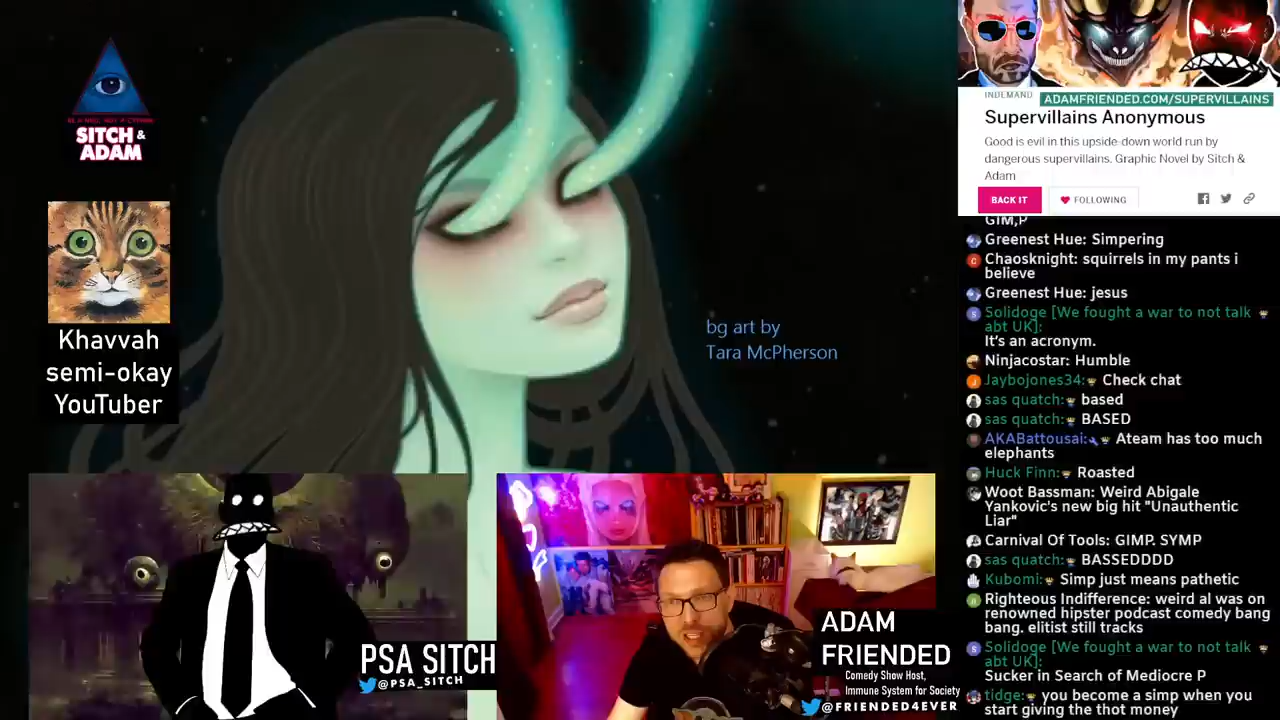 SITCH &
ADAM
Khavvah
semi-okay
YouTuber
bg art by
Tara McPherson
PSA SITCH
@PSA_SITCH
ADAM
FRIENDED
Comedy Show Host,
Immune System for Society
@FRIENDED4EVER
INDEMAND
ADAMFRIENDED.COM/SUPERVILLAINS
Supervillains Anonymous
Good is evil in this upside-down world run by
dangerous supervillains. Graphic Novel by Sitch &
Adam
BACK IT
FOLLOWING
GIM,P
Greenest Hue: Simpering
Chaosknight: squirrels in my pants i
believe
Greenest Hue: jesus
Solidoge [We fought a war to not talk
abt UK]:
It's an acronym.
Ninjacostar: Humble
Jaybojones34: Check chat
sas quatch: based
sas quatch: BASED
AKABattousai: Ateam has too much
elephants
Huck Finn: Roasted
Woot Bassman: Weird Abigale
Yankovic's new big hit "Unauthentic
Liar"
Carnival Of Tools: GIMP. SYMP
sas quatch: BASSEDDDD
Kubomi: Simp just means pathetic
Righteous Indifference: weird al was on
renowned hipster podcast comedy bang
bang. elitist still tracks
Solidoge [We fought a war to not talk
abt UK]:
Sucker in Search of Mediocre P
tidge: you become a simp when you
start giving the thot money